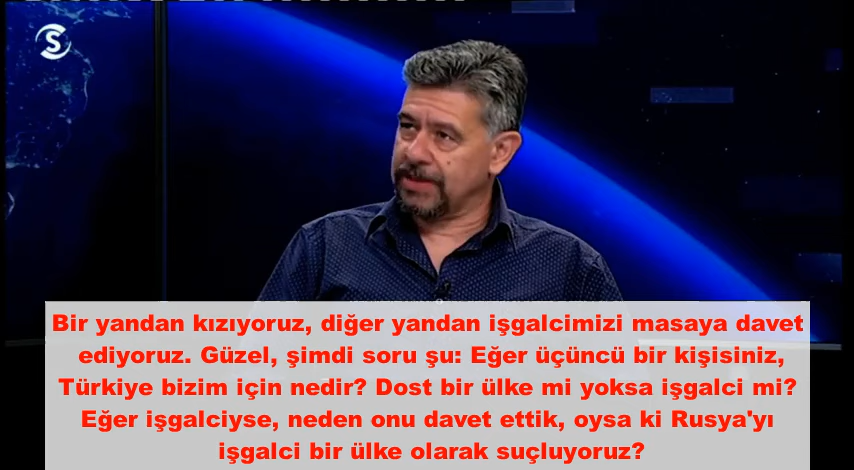 S
Bir yandan kızıyoruz, diğer yandan işgalcimizi masaya davet
ediyoruz. Güzel, şimdi soru şu: Eğer üçüncü bir kişisiniz,
Türkiye bizim için nedir? Dost bir ülke mi yoksa işgalci mi?
Eğer işgalciyse, neden onu davet ettik, oysa ki Rusya'yı
işgalci bir ülke olarak suçluyoruz?